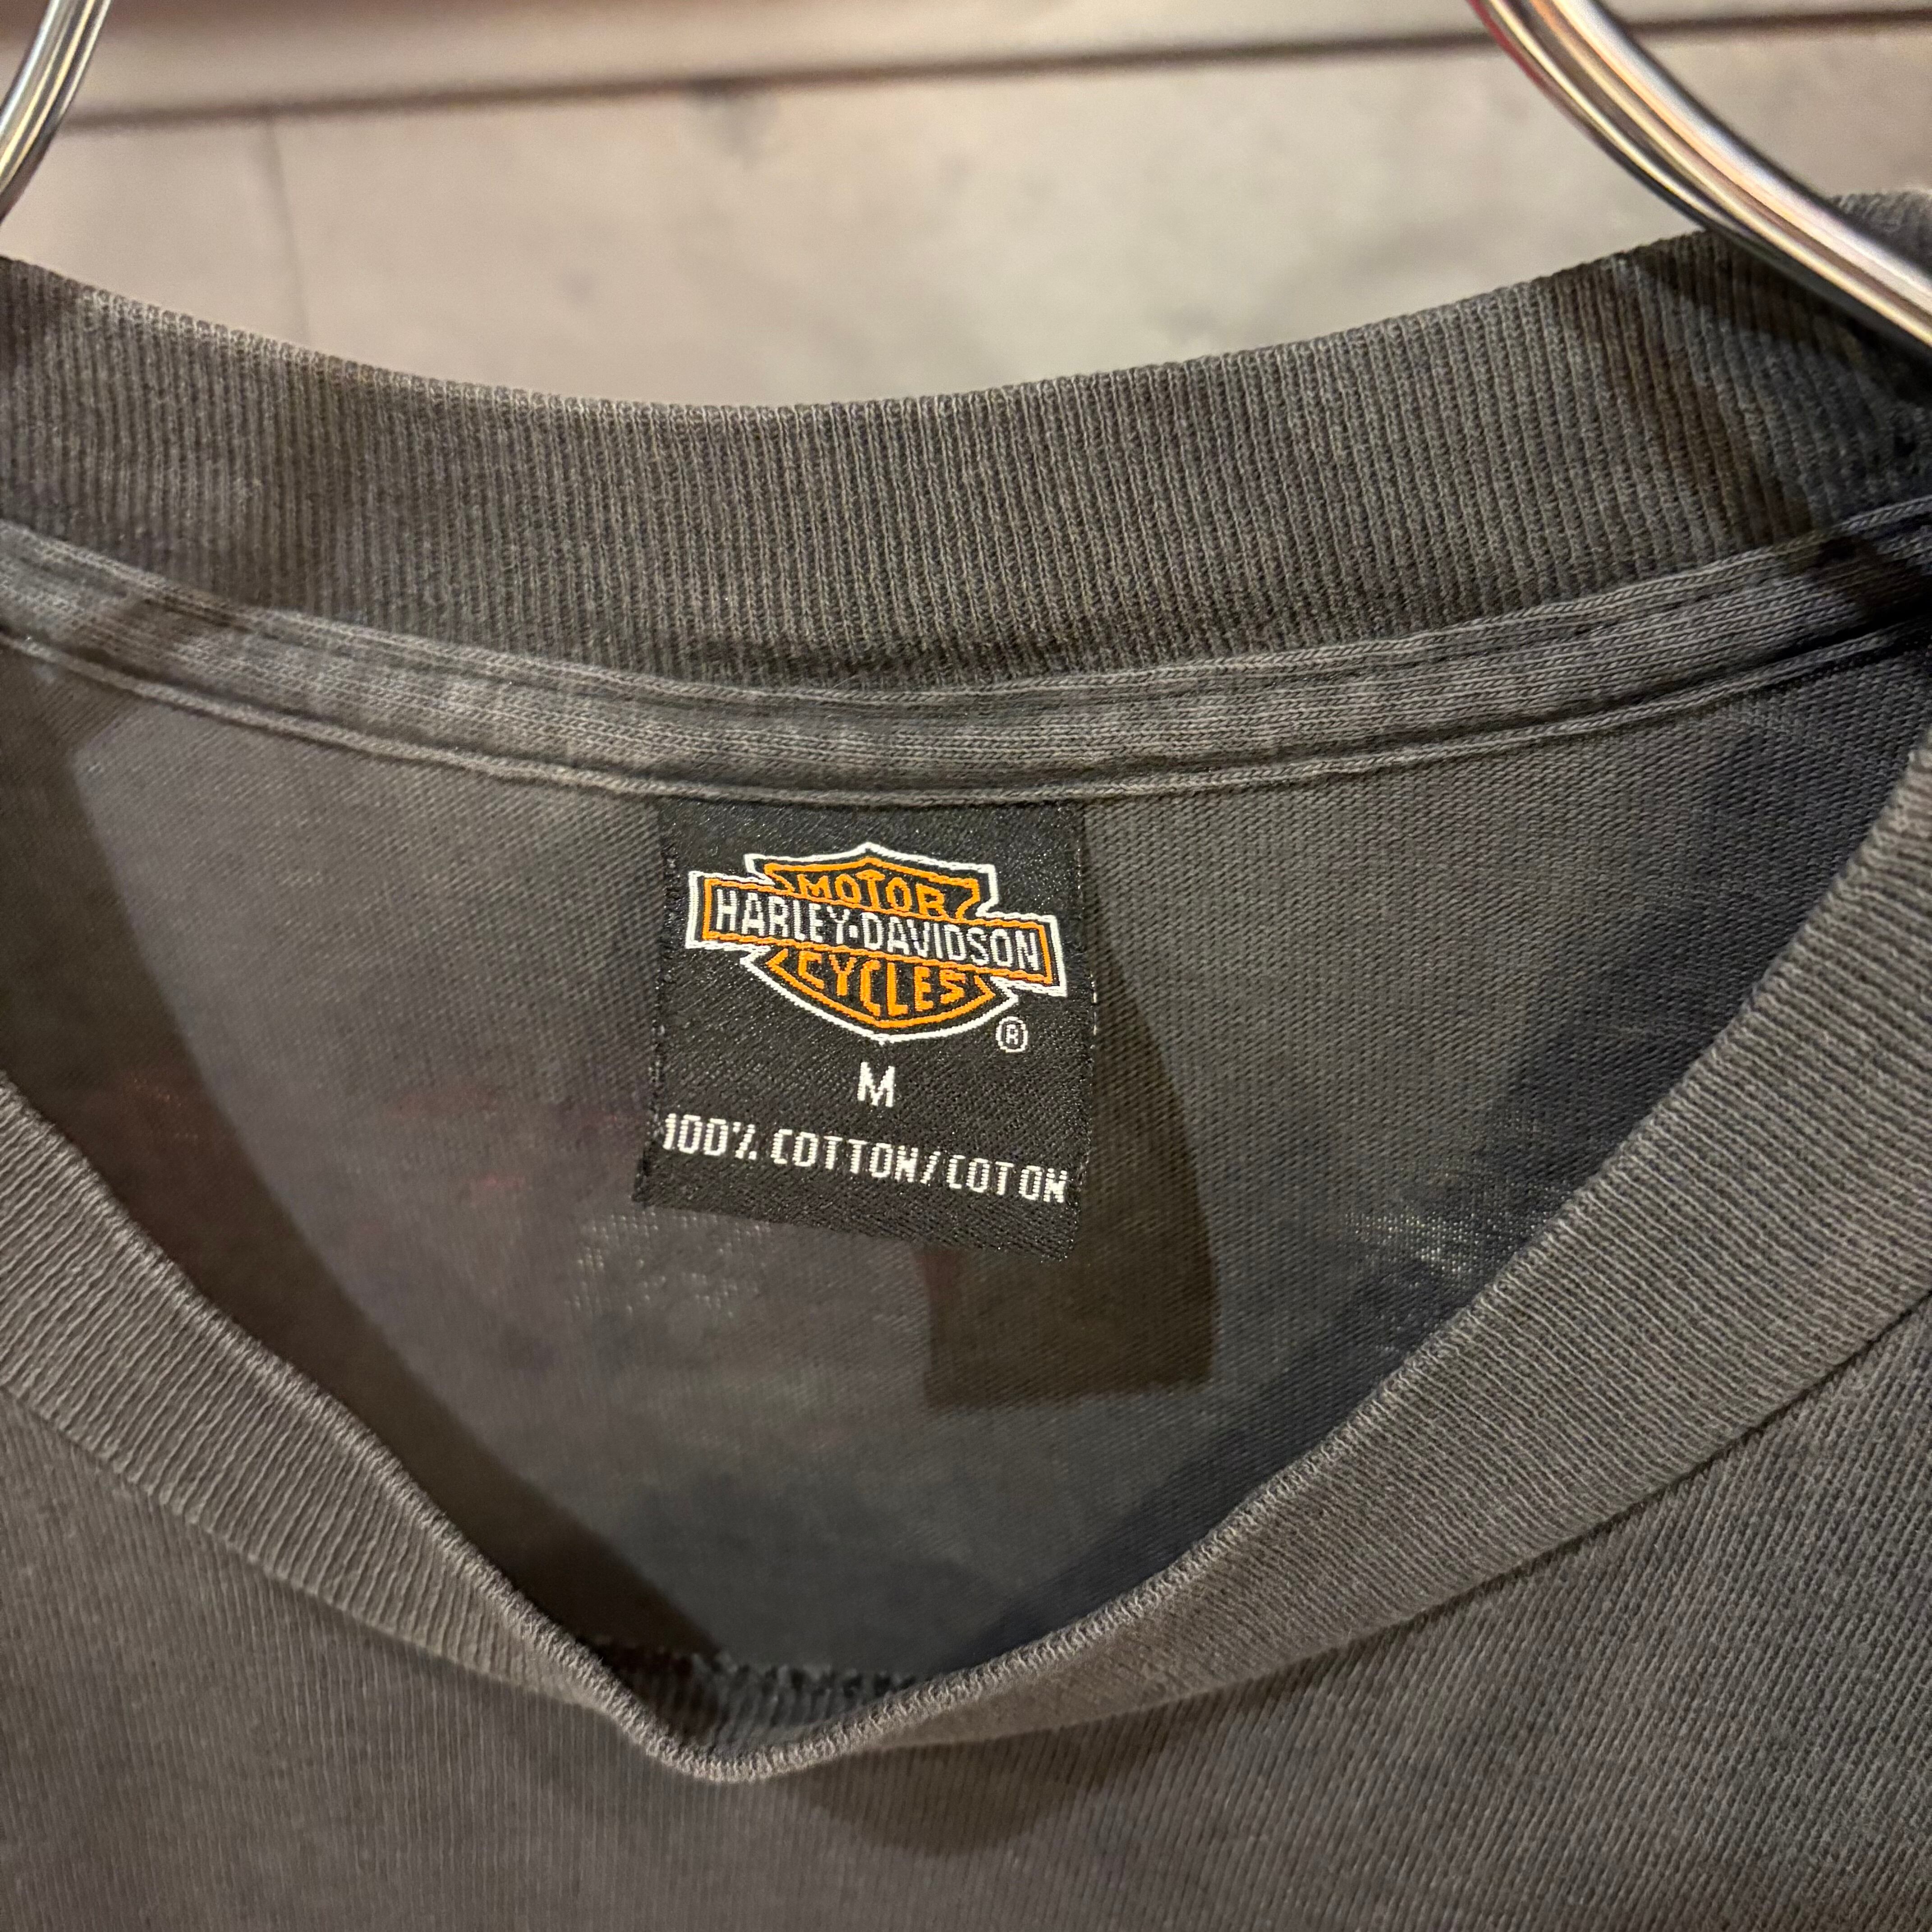 MOTOR
HARLEY-DAVIDSON
CYCLES
®
M
100% COTTON/COTON